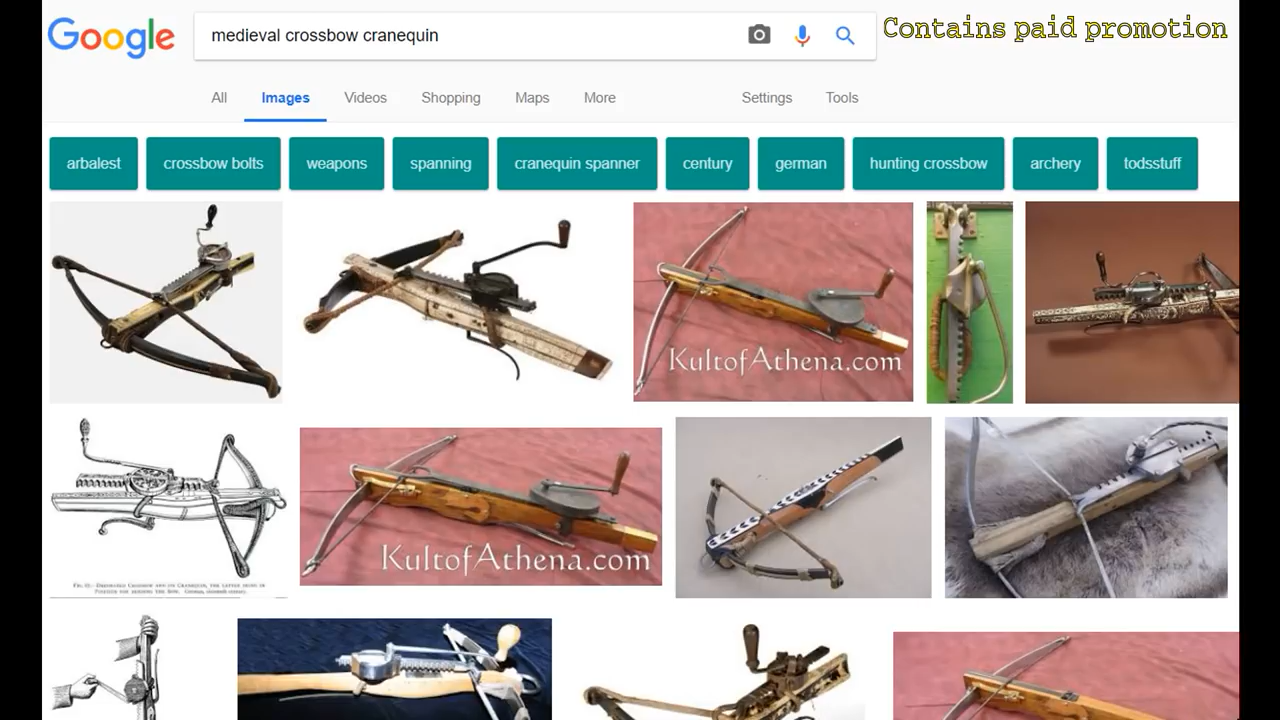 Google
medieval crossbow cranequin
Contains paid promotion
All Images Videos Shopping Maps More Settings Tools
arbalest crossbow bolts weapons spanning cranequin spanner century german hunting crossbow archery todsstuff
KultofAthena.com
KultofAthena.com